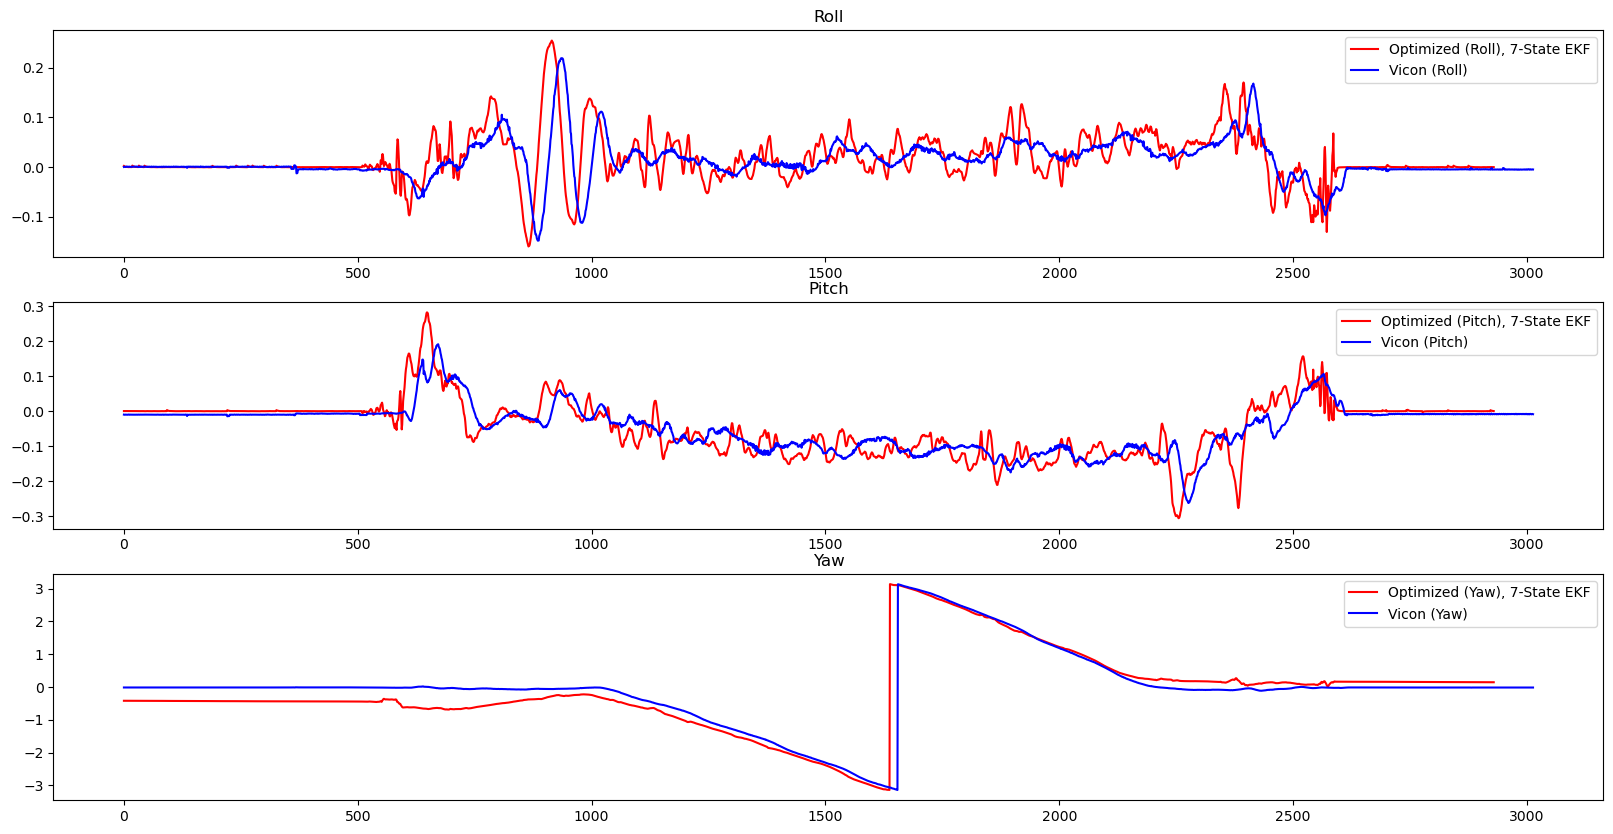 Roll
0.2
0.1
0.0
−0.1
Optimized (Roll), 7-State EKF
Vicon (Roll)
0 500 1000 1500 2000 2500 3000
Pitch
0.3
0.2
0.1
0.0
−0.1
−0.2
−0.3
Optimized (Pitch), 7-State EKF
Vicon (Pitch)
0 500 1000 1500 2000 2500 3000
Yaw
3
2
1
0
−1
−2
−3
Optimized (Yaw), 7-State EKF
Vicon (Yaw)
0 500 1000 1500 2000 2500 3000